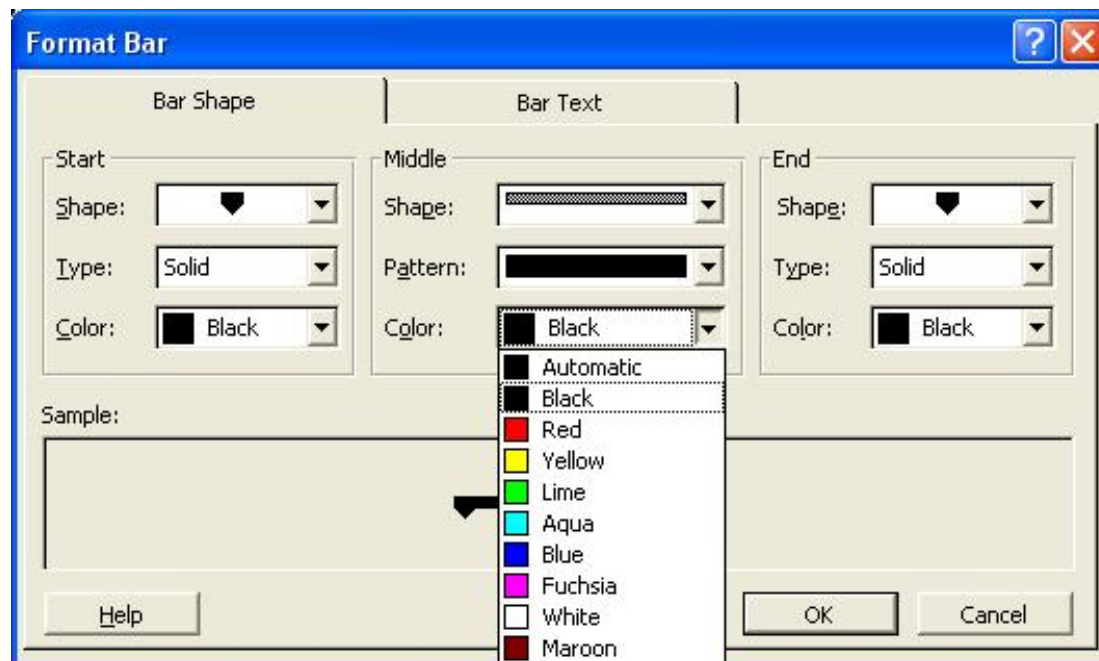 Format Bar
Bar Shape Bar Text
Start Middle End
Shape: Shape: Shape:
Type: Solid Pattern: Type: Solid
Color: Black Color: Black Color: Black
Automatic
Black
Sample:
Red
Yellow
Lime
Aqua
Blue
Fuchsia
Help White OK Cancel
Maroon